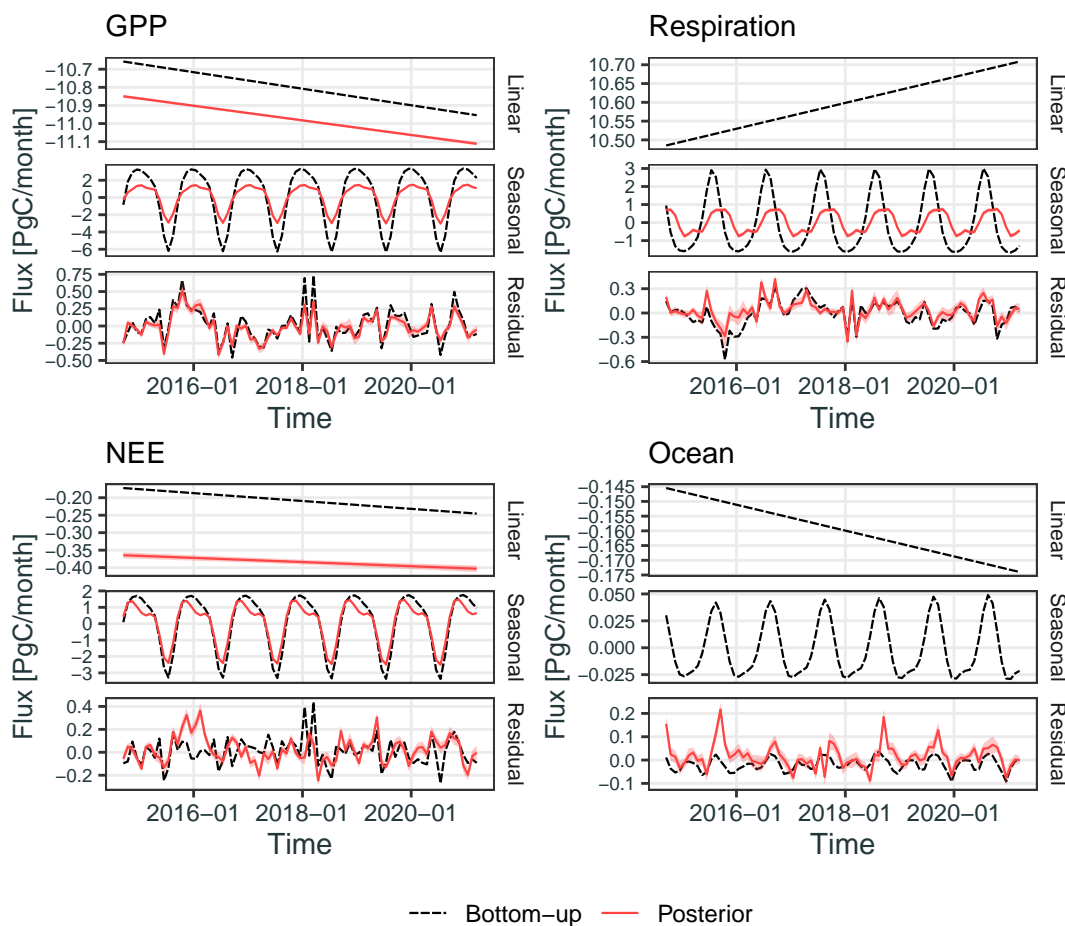 GPP
Flux [PgC/month]
−10.7
−10.8
−10.9
−11.0
−11.1
Linear
2
0
−2
−4
−6
Seasonal
0.75
0.50
0.25
0.00
−0.25
−0.50
Residual
2016−01
2018−01
2020−01
Time
Respiration
Flux [PgC/month]
10.70
10.65
10.60
10.55
10.50
Linear
3
2
0
−1
Seasonal
0.3
0.0
−0.3
−0.6
Residual
2016−01
2018−01
2020−01
Time
NEE
Flux [PgC/month]
−0.20
−0.25
−0.30
−0.35
−0.40
Linear
2
1
0
−1
−2
−3
Seasonal
0.4
0.2
0.0
−0.2
Residual
2016−01
2018−01
2020−01
Time
Ocean
Flux [PgC/month]
−0.145
−0.150
−0.155
−0.160
−0.165
−0.170
−0.175
Linear
0.050
0.025
0.000
−0.025
Seasonal
0.2
0.1
0.0
−0.1
Residual
2016−01
2018−01
2020−01
Time
Bottom−up
Posterior